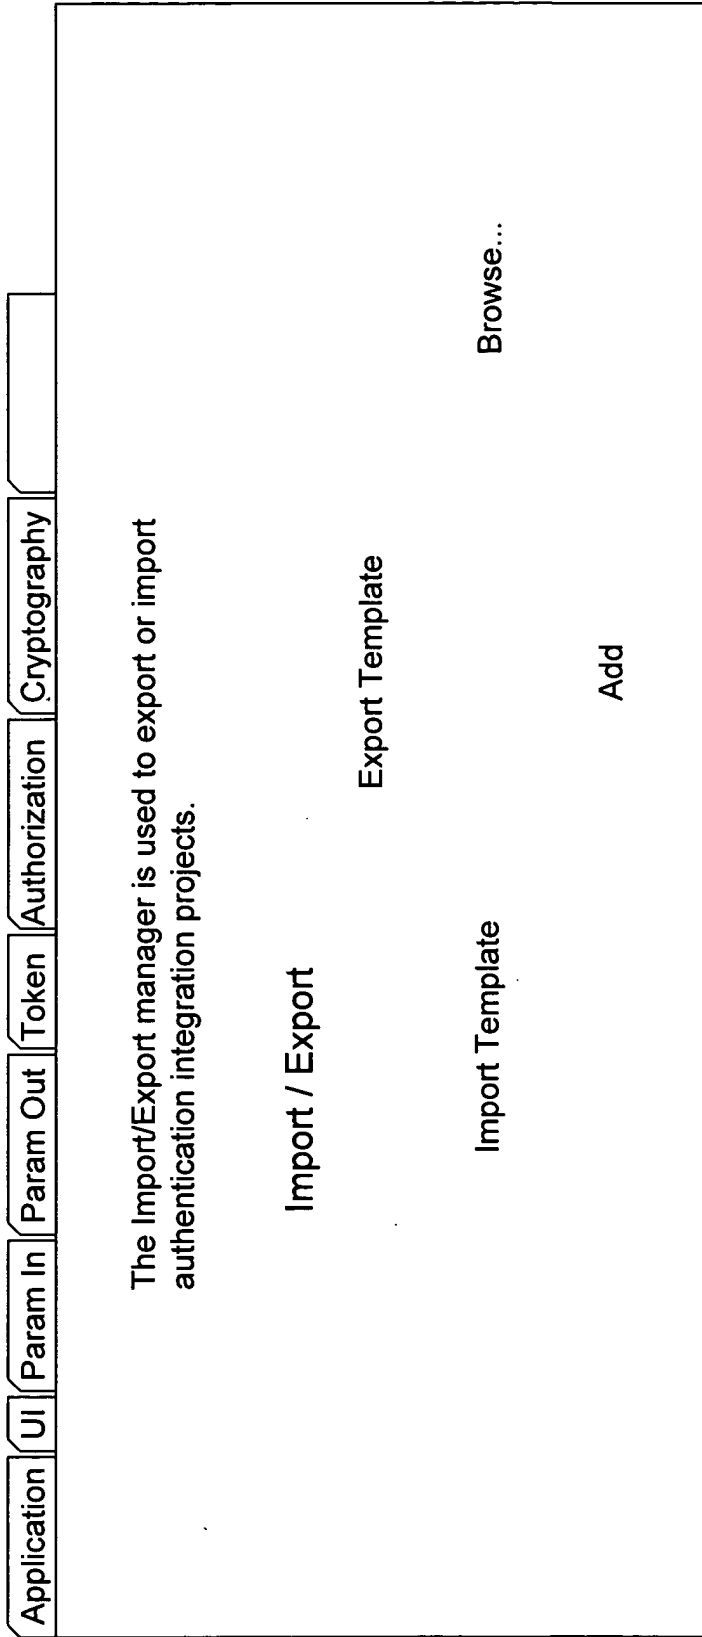 Application UI Param In Param Out Token Authorization Cryptography
The Import/Export manager is used to export or import
authentication integration projects.
Import / Export
Export Template
Import Template Browse...
Add